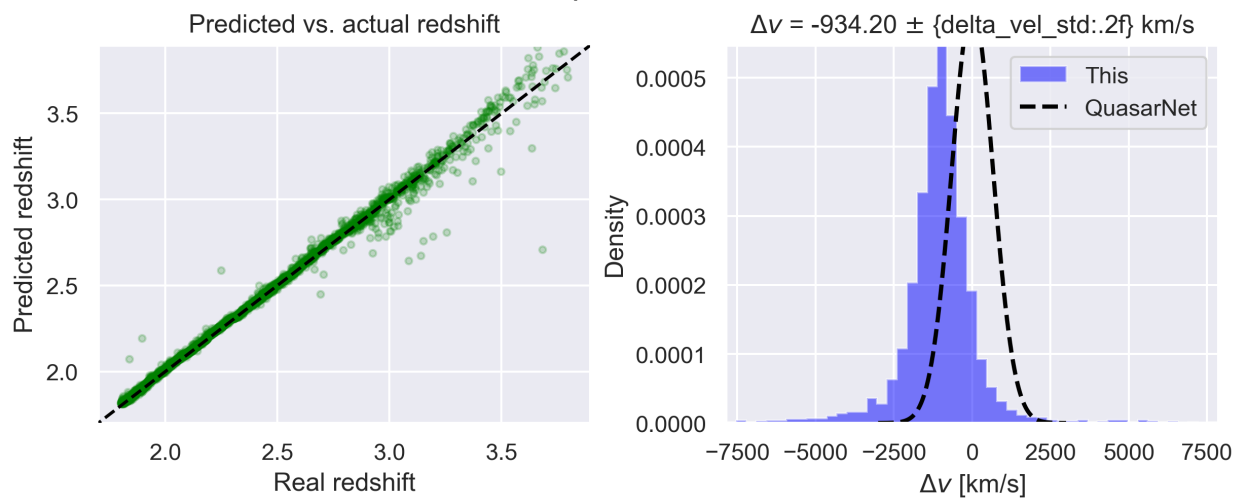 Predicted vs. actual redshift
3.5
3.0
2.5
2.0
Predicted redshift
2.0 2.5 3.0 3.5
Real redshift
Δv = -934.20 ± {delta_vel_std:.2f} km/s
This
QuasarNet
0.0005
0.0004
0.0003
0.0002
0.0001
0.0000
Density
−7500 −5000 −2500 0 2500 5000 7500
Δv [km/s]